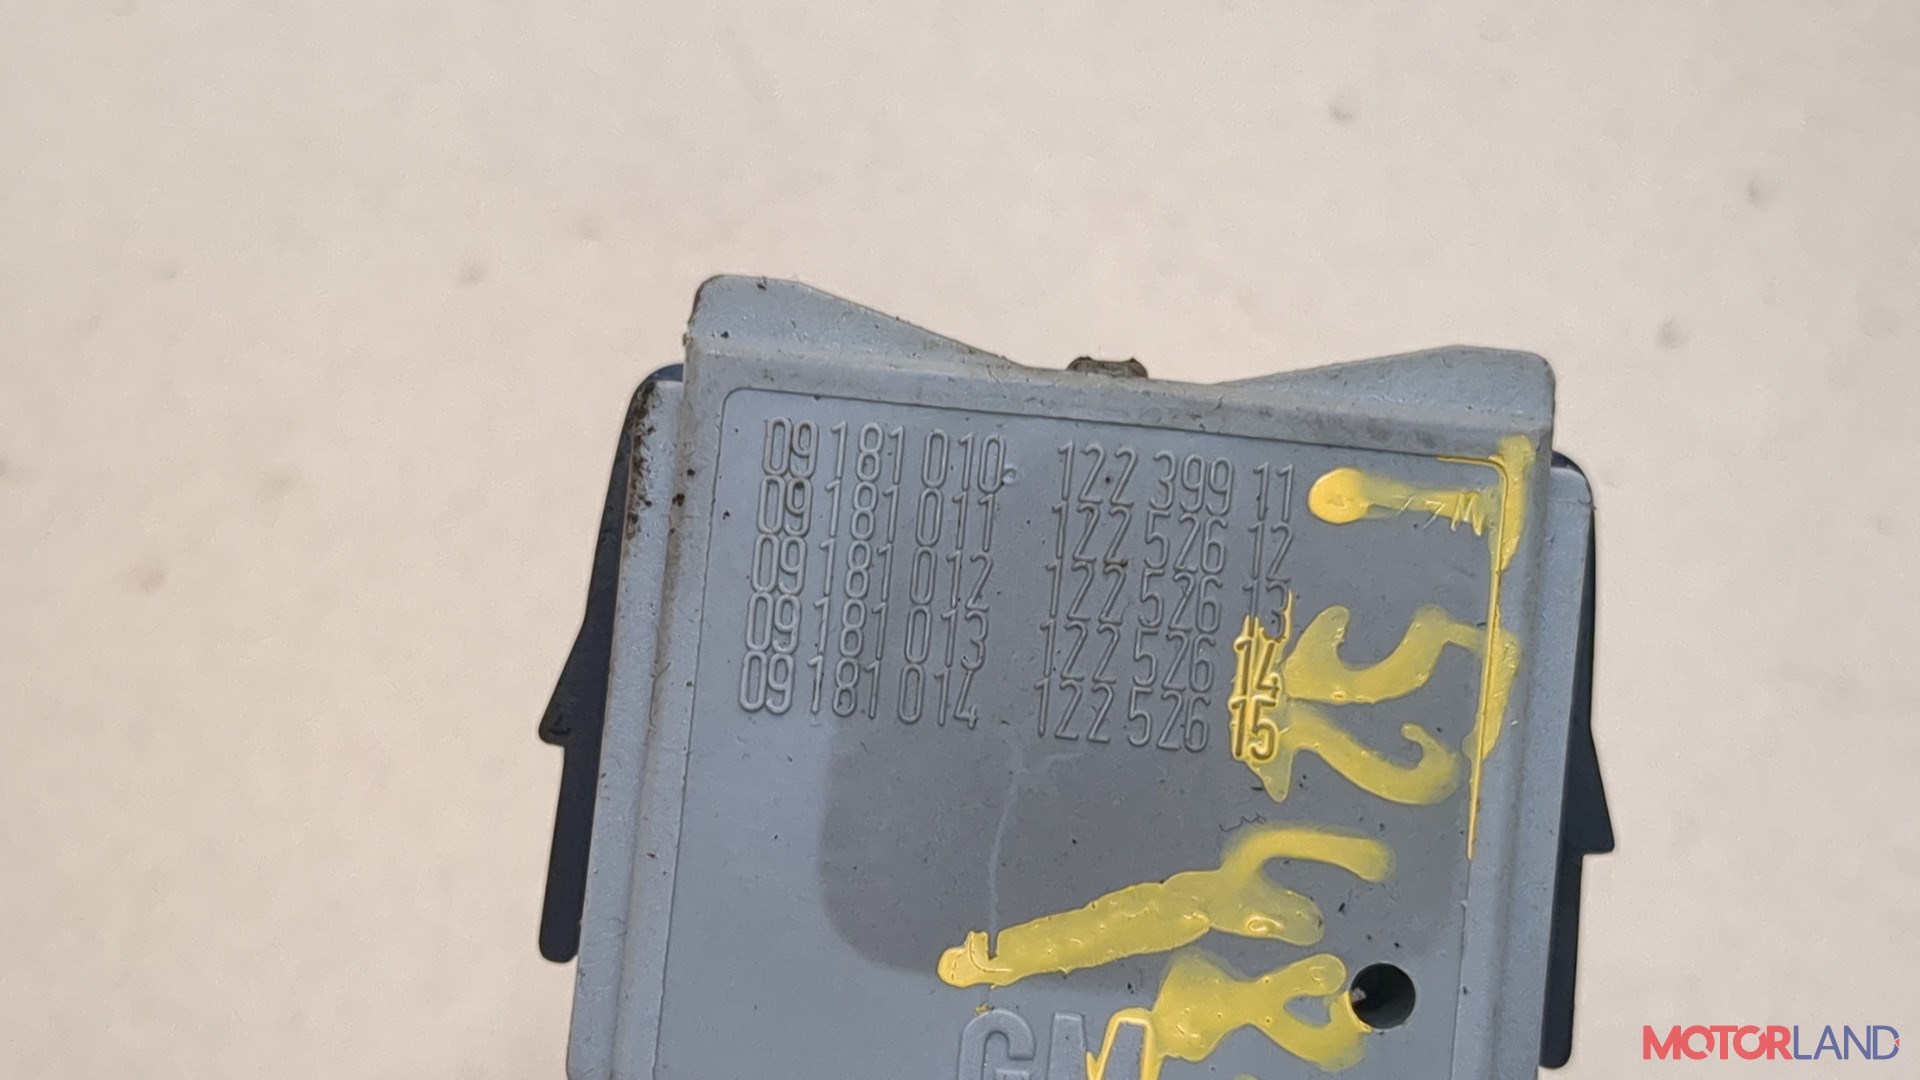 09 181 010 122 399 11
09 181 011 122 526 12
09 181 012 122 526 13
09 181 013 122 526 14
09 181 014 122 526 15
GM
MOTORLAND